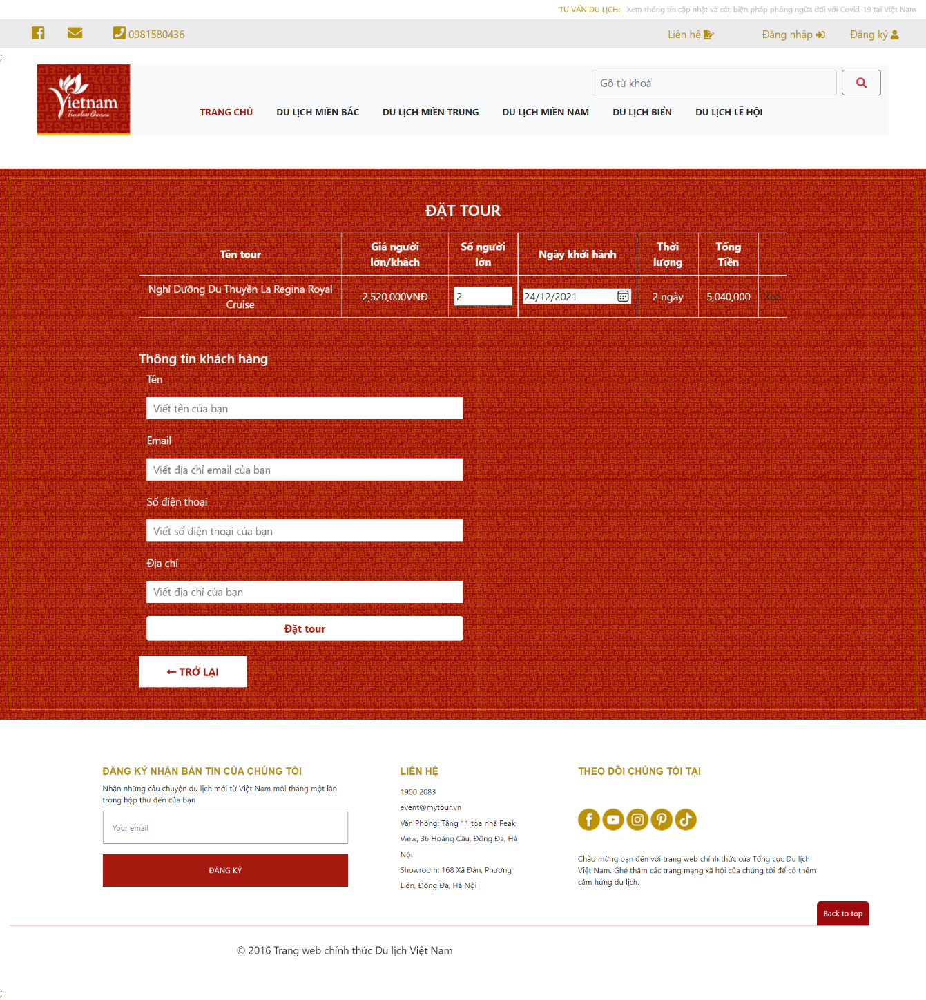 TƯ VẤN DU LỊCH: Xem thông tin cập nhật và các biện pháp phòng ngừa đối với Covid-19 tại Việt Nam
0981580436 Liên hệ Đăng nhập Đăng ký
;
Vietnam
Timeless Charm
Gõ từ khoá
TRANG CHỦ DU LỊCH MIỀN BẮC DU LỊCH MIỀN TRUNG DU LỊCH MIỀN NAM DU LỊCH BIỂN DU LỊCH LỄ HỘI
ĐẶT TOUR
Tên tour Giá người lớn/khách Số người lớn Ngày khởi hành Thời lượng Tổng Tiền
Nghỉ Dưỡng Du Thuyền La Regina Royal Cruise 2,520,000VNĐ 2 24/12/2021 2 ngày 5,040,000 Xoá
Thông tin khách hàng
Tên
Viết tên của bạn
Email
Viết địa chỉ email của bạn
Số điện thoại
Viết số điện thoại của bạn
Địa chỉ
Viết địa chỉ của bạn
Đặt tour
TRỞ LẠI
ĐĂNG KÝ NHẬN BẢN TIN CỦA CHÚNG TÔI
Nhận những câu chuyện du lịch mới từ Việt Nam mỗi tháng một lần
trong hộp thư đến của bạn
Your email
ĐĂNG KÝ
LIÊN HỆ
1900 2083
event@mytour.vn
Văn Phòng: Tầng 11 tòa nhà Peak
View, 36 Hoàng Cầu, Đống Đa, Hà
Nội
Showroom: 168 Xã Đàn, Phương
Liên, Đống Đa, Hà Nội
THEO DÕI CHÚNG TÔI TẠI
Chào mừng bạn đến với trang web chính thức của Tổng cục Du lịch
Việt Nam. Ghé thăm các trang mạng xã hội của chúng tôi để có thêm
cảm hứng du lịch.
Back to top
© 2016 Trang web chính thức Du lịch Việt Nam
;